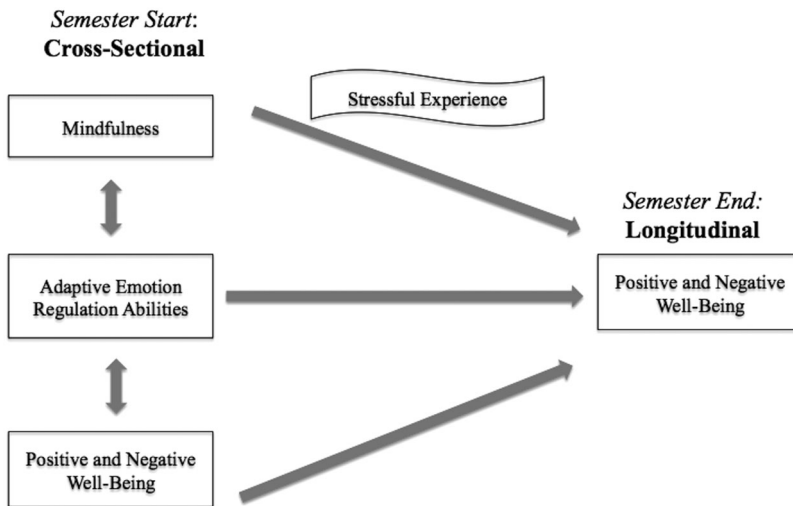 Semester Start:
Cross-Sectional
Mindfulness
Stressful Experience
Semester End:
Longitudinal
Adaptive Emotion
Regulation Abilities
Positive and Negative
Well-Being
Positive and Negative
Well-Being